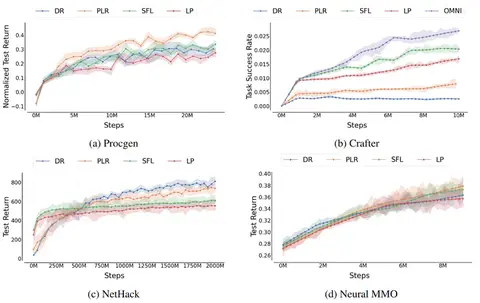 DR PLR SFL LP
DR PLR SFL LP OMNI
Normalized Test Return
0.4
0.3
0.2
0.1
0.0
−0.1
0M 5M 10M 15M 20M
Steps
(a) Procgen
Task Success Rate
0.025
0.020
0.015
0.010
0.005
0.000
0M 2M 4M 6M 8M 10M
Steps
(b) Crafter
DR PLR SFL LP
Test Return
800
600
400
200
0
0M 250M 500M 750M 1000M 1250M 1500M 1750M 2000M
Steps
(c) NetHack
DR PLR SFL LP
Test Return
0.40
0.38
0.36
0.34
0.32
0.30
0.28
0.26
0M 2M 4M 6M 8M
Steps
(d) Neural MMO